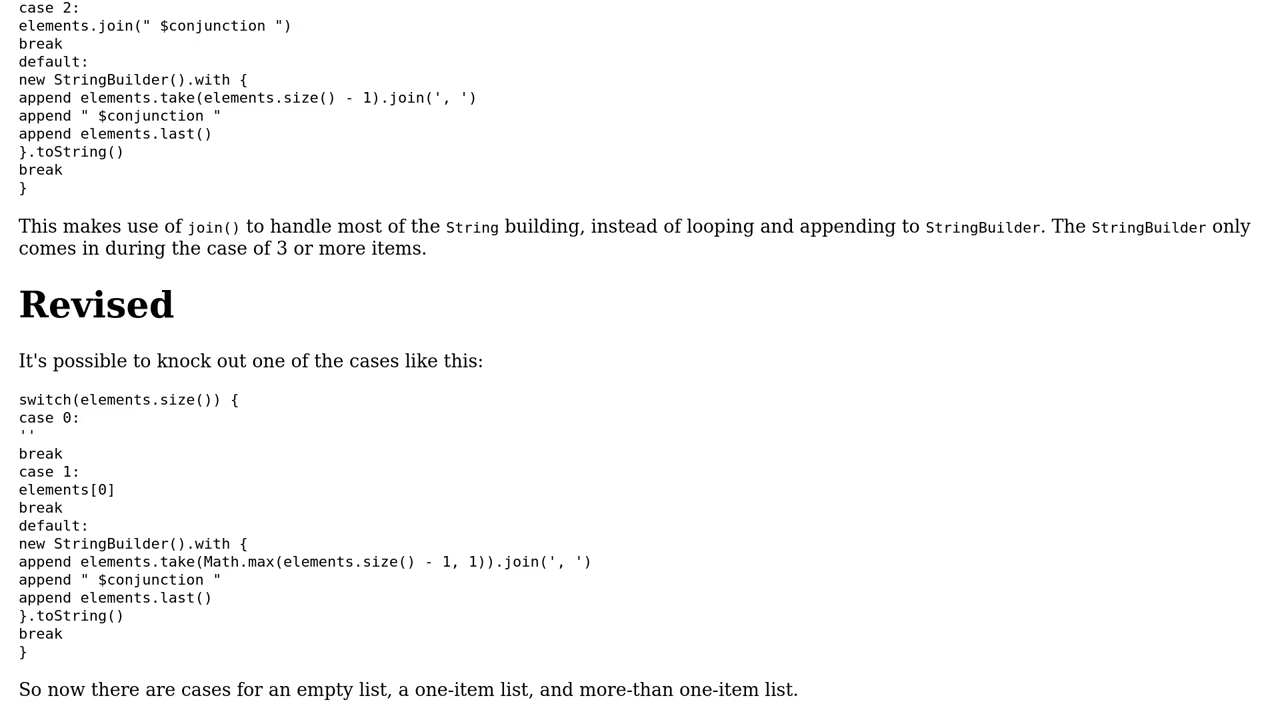 case 2:
elements.join(" $conjunction ")
break
default:
new StringBuilder().with {
append elements.take(elements.size() - 1).join(', ')
append " $conjunction "
append elements.last()
}.toString()
break
}
This makes use of join() to handle most of the String building, instead of looping and appending to StringBuilder. The StringBuilder only
comes in during the case of 3 or more items.
Revised
It's possible to knock out one of the cases like this:
switch(elements.size()) {
case 0:
''
break
case 1:
elements[0]
break
default:
new StringBuilder().with {
append elements.take(Math.max(elements.size() - 1, 1)).join(', ')
append " $conjunction "
append elements.last()
}.toString()
break
}
So now there are cases for an empty list, a one-item list, and more-than one-item list.